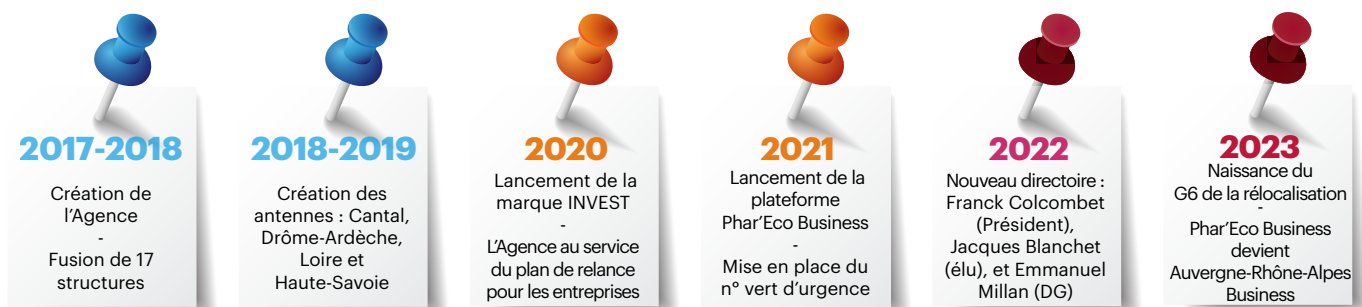 2017-2018
Création de
l'Agence
-
Fusion de 17
structures
2018-2019
Création des
antennes : Cantal,
Drôme-Ardèche,
Loire et
Haute-Savoie
2020
Lancement de la
marque INVEST
-
L'Agence au service
du plan de relance
pour les entreprises
2021
Lancement de la
plateforme
Phar'Eco Business
-
Mise en place du
n° vert d'urgence
2022
Nouveau directoire :
Franck Colcombet
(Président),
Jacques Blanchet
(élu), et Emmanuel
Millan (DG)
2023
Naissance du
G6 de la rélocalisation
-
Phar'Eco Business
devient
Auvergne-Rhône-Alpes
Business